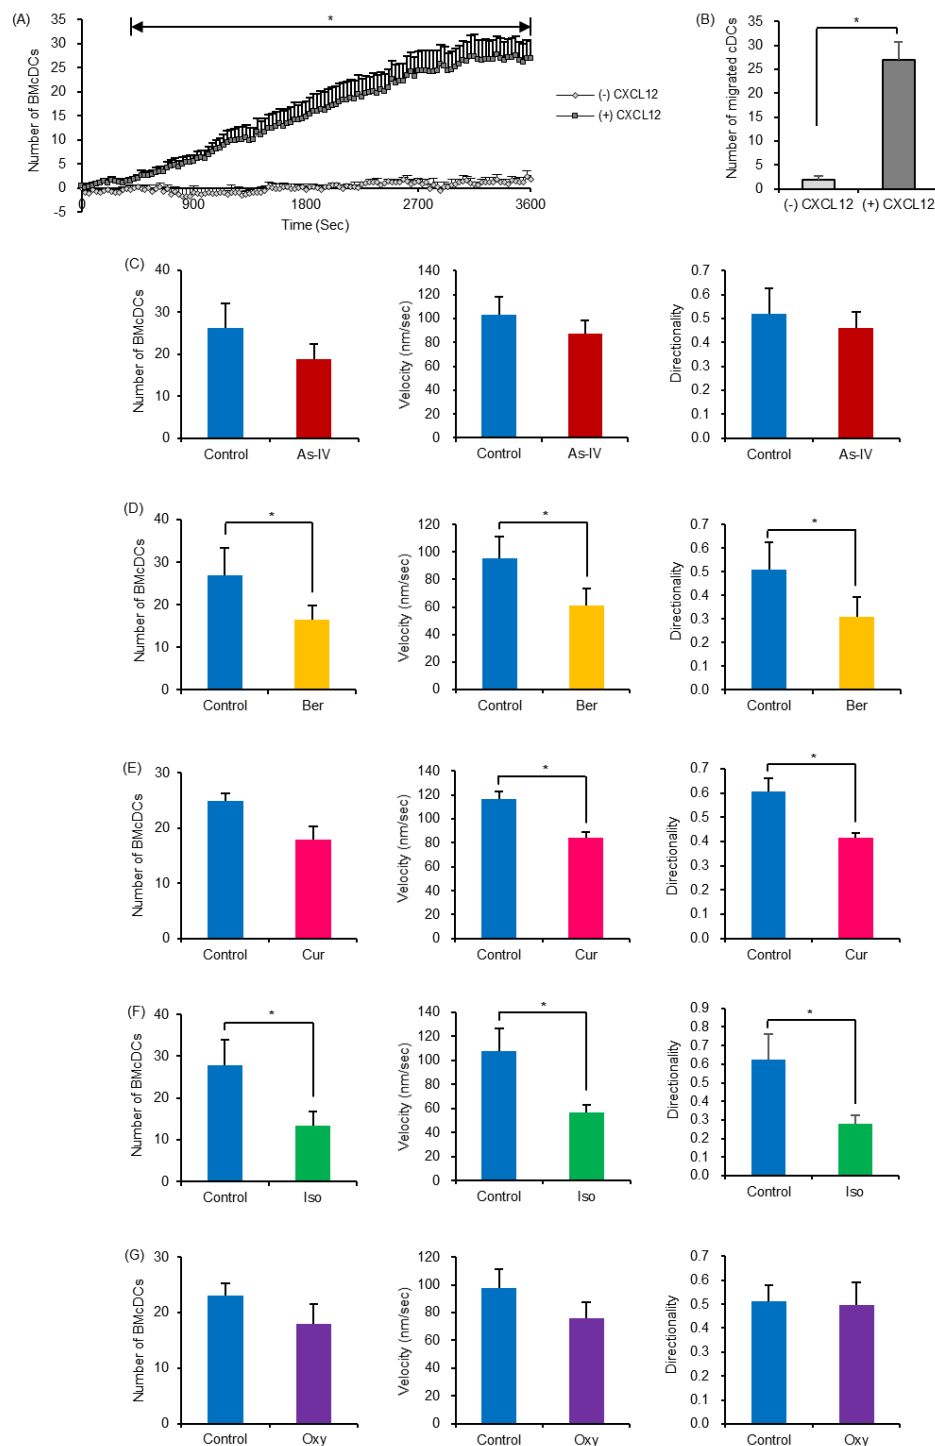 (A)
Number of BMcDCs
35
30
25
20
15
10
5
0
-5
*
0 900 1800 2700 3600
Time (Sec)
(-) CXCL12
(+) CXCL12
(B)
Number of migrated cDCs
35
30
25
20
15
10
5
0
*
(-) CXCL12 (+) CXCL12
(C)
Number of BMcDCs
40
30
20
10
0
Control As-IV
Velocity (nm/sec)
140
120
100
80
60
40
20
0
Control As-IV
Directionality
0.7
0.6
0.5
0.4
0.3
0.2
0.1
0.0
Control As-IV
(D)
Number of BMcDCs
40
30
20
10
0
*
Control Ber
Velocity (nm/sec)
120
100
80
60
40
20
0
*
Control Ber
Directionality
0.7
0.6
0.5
0.4
0.3
0.2
0.1
0.0
*
Control Ber
(E)
Number of BMcDCs
30
20
10
0
Control Cur
Velocity (nm/sec)
140
120
100
80
60
40
20
0
*
Control Cur
Directionality
0.7
0.6
0.5
0.4
0.3
0.2
0.1
0.0
*
Control Cur
(F)
Number of BMcDCs
40
30
20
10
0
*
Control Iso
Velocity (nm/sec)
140
120
100
80
60
40
20
0
*
Control Iso
Directionality
0.9
0.8
0.7
0.6
0.5
0.4
0.3
0.2
0.1
0.0
*
Control Iso
(G)
Number of BMcDCs
30
20
10
0
Control Oxy
Velocity (nm/sec)
120
100
80
60
40
20
0
Control Oxy
Directionality
0.7
0.6
0.5
0.4
0.3
0.2
0.1
0.0
Control Oxy